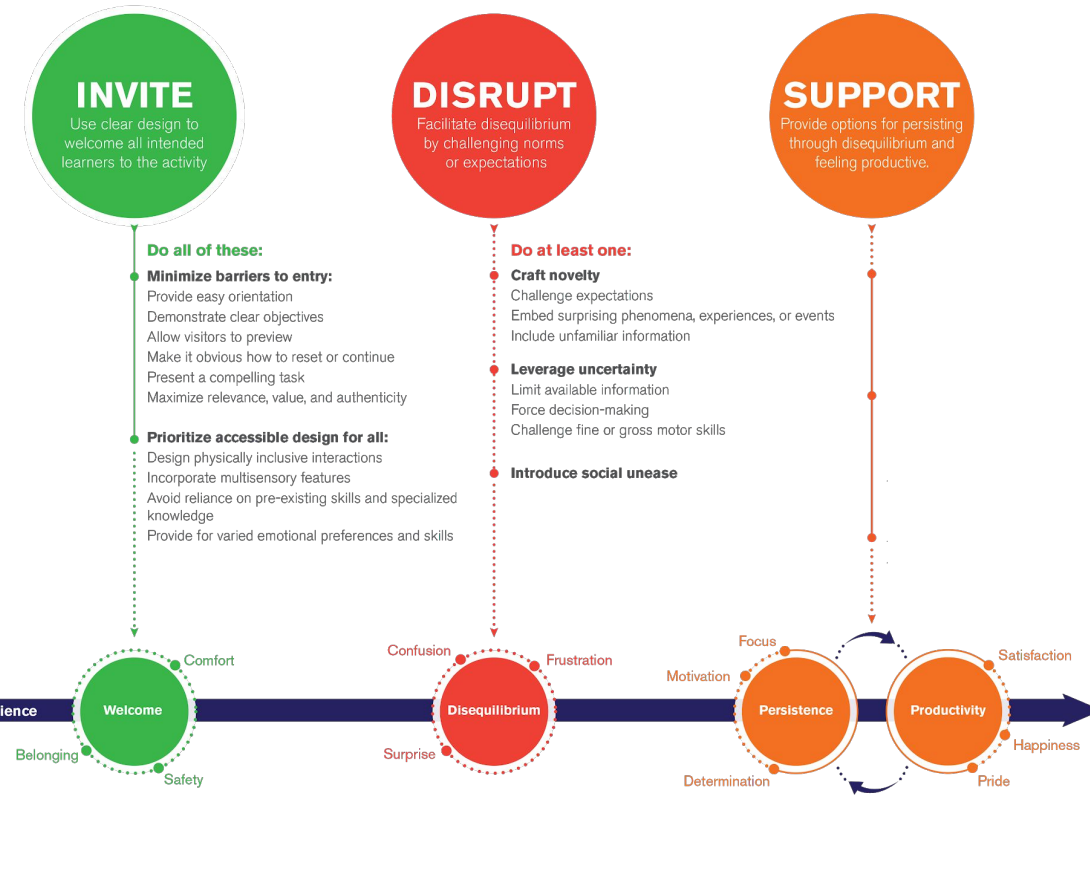 INVITE
Use clear design to
welcome all intended
learners to the activity
DISRUPT
Facilitate disequilibrium
by challenging norms
or expectations
SUPPORT
Provide options for persisting
through disequilibrium and
feeling productive.
Do all of these:
Minimize barriers to entry:
Provide easy orientation
Demonstrate clear objectives
Allow visitors to preview
Make it obvious how to reset or continue
Present a compelling task
Maximize relevance, value, and authenticity
Prioritize accessible design for all:
Design physically inclusive interactions
Incorporate multisensory features
Avoid reliance on pre-existing skills and specialized
knowledge
Provide for varied emotional preferences and skills
Do at least one:
Craft novelty
Challenge expectations
Embed surprising phenomena, experiences, or events
Include unfamiliar information
Leverage uncertainty
Limit available information
Force decision-making
Challenge fine or gross motor skills
Introduce social unease
ience
Comfort
Welcome
Belonging
Safety
Confusion
Frustration
Disequilibrium
Surprise
Focus
Motivation
Persistence
Determination
Satisfaction
Productivity
Happiness
Pride